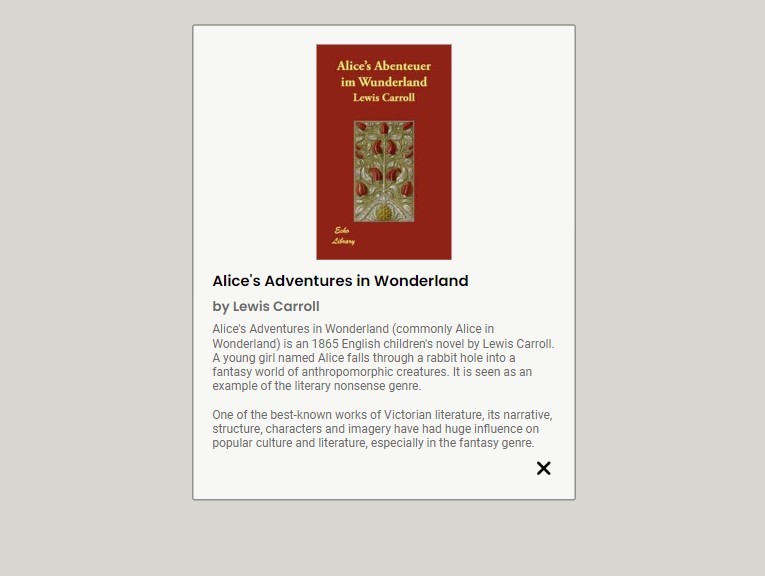 Alice's Abenteuer
im Wunderland
Lewis Carroll
Echo
Library
Alice's Adventures in Wonderland
by Lewis Carroll
Alice's Adventures in Wonderland (commonly Alice in
Wonderland) is an 1865 English children's novel by Lewis Carroll.
A young girl named Alice falls through a rabbit hole into a
fantasy world of anthropomorphic creatures. It is seen as an
example of the literary nonsense genre.
One of the best-known works of Victorian literature, its narrative,
structure, characters and imagery have had huge influence on
popular culture and literature, especially in the fantasy genre.